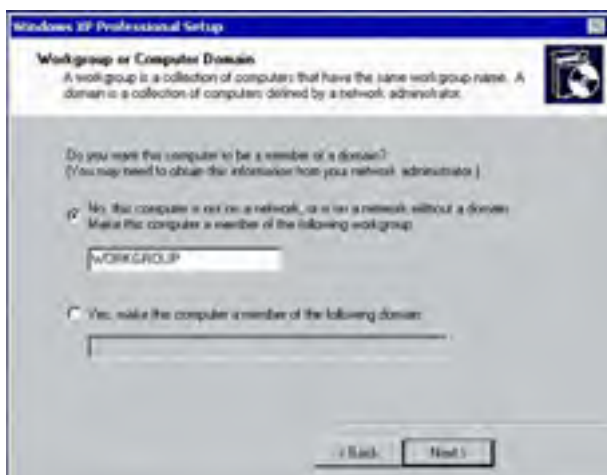 Windows XP Professional Setup
Workgroup or Computer Domain
A workgroup is a collection of computers that have the same workgroup name. A
domain is a collection of computers defined by a network administrator.
Do you want this computer to be a member of a domain?
(You may need to obtain this information from your network administrator.)
No, this computer is not on a network, or is on a network without a domain.
Make this computer a member of the following workgroup:
WORKGROUP
Yes, make this computer a member of the following domain:
< Back
Next >